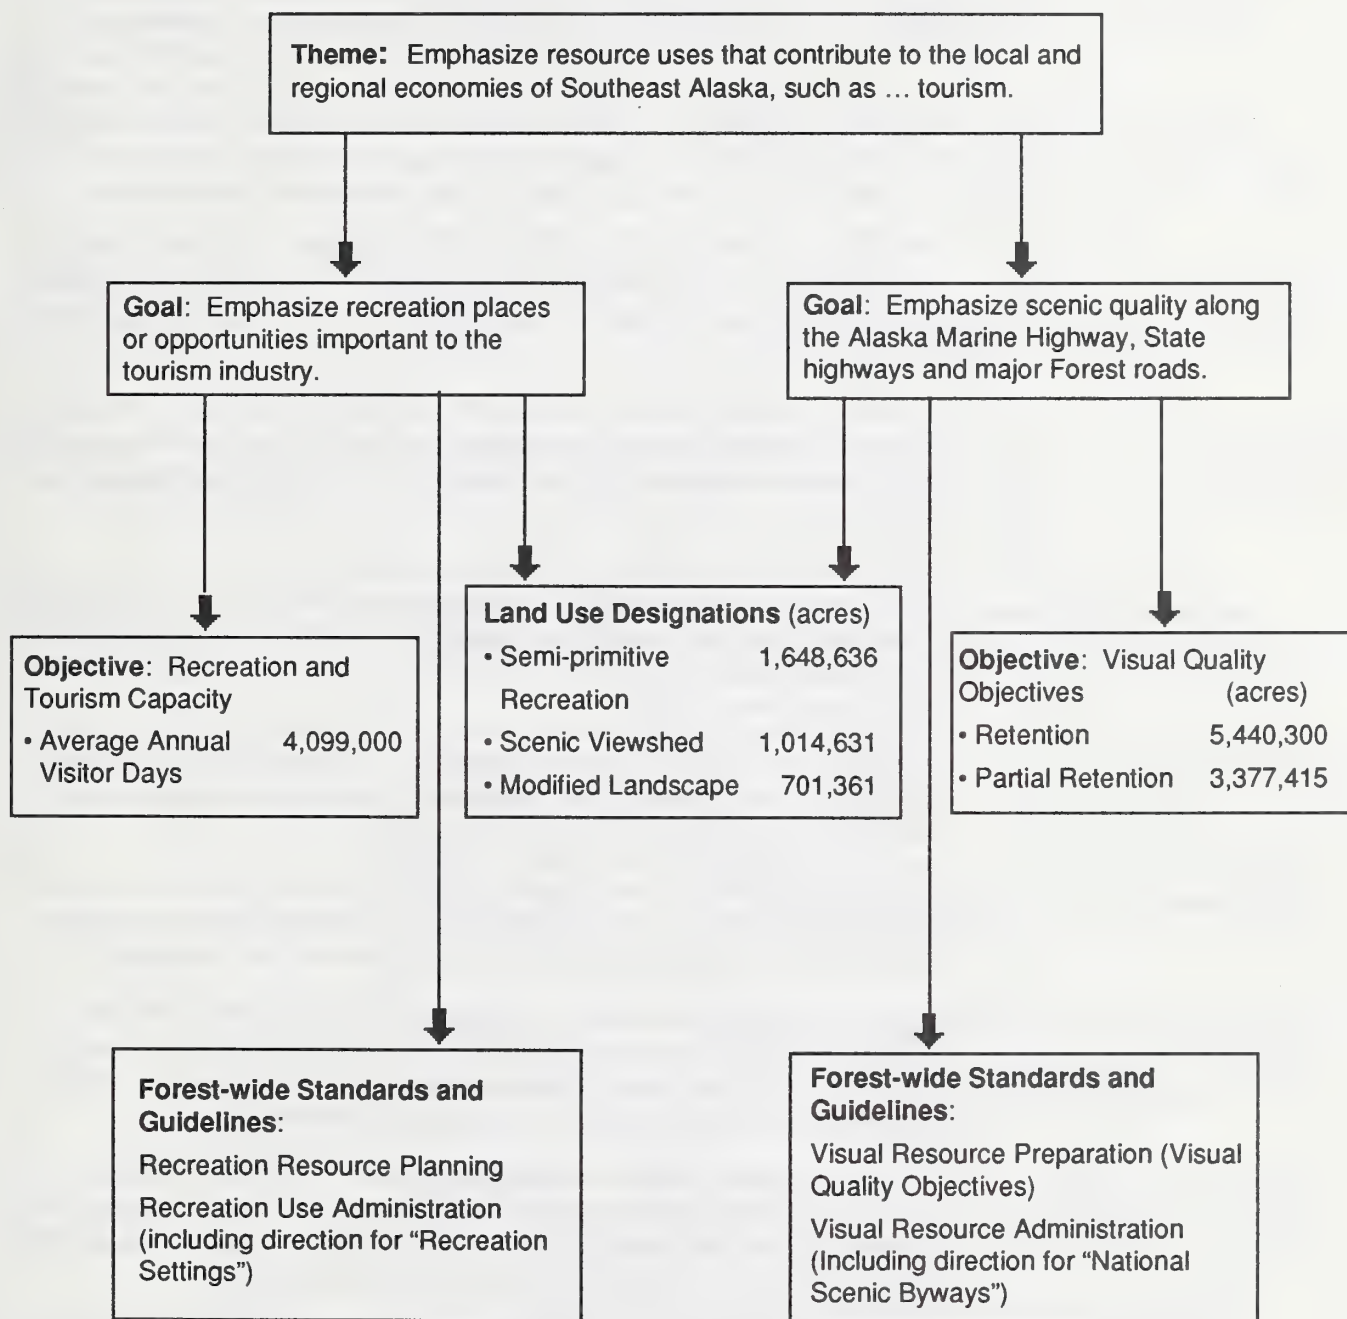 Theme: Emphasize resource uses that contribute to the local and
regional economies of Southeast Alaska, such as ... tourism.
Goal: Emphasize recreation places
or opportunities important to the
tourism industry.
Goal: Emphasize scenic quality along
the Alaska Marine Highway, State
highways and major Forest roads.
Objective: Recreation and
Tourism Capacity
• Average Annual 4,099,000
Visitor Days
Land Use Designations (acres)
• Semi-primitive 1,648,636
Recreation
• Scenic Viewshed 1,014,631
• Modified Landscape 701,361
Objective: Visual Quality
Objectives (acres)
• Retention 5,440,300
• Partial Retention 3,377,415
Forest-wide Standards and
Guidelines:
Recreation Resource Planning
Recreation Use Administration
(including direction for “Recreation
Settings”)
Forest-wide Standards and
Guidelines:
Visual Resource Preparation (Visual
Quality Objectives)
Visual Resource Administration
(Including direction for “National
Scenic Byways”)